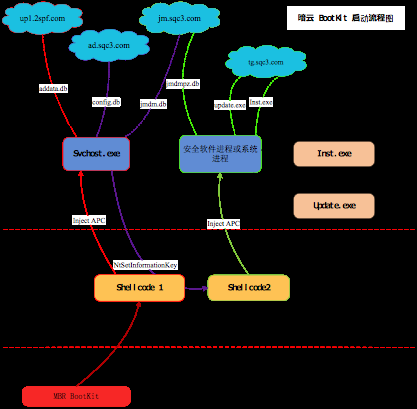 暗云 BootKit 启动流程图
up1.2spf.com
jm.sqc3.com
ad.sqc3.com
tg.sqc3.com
addata.db
config.db
jmdm.db
jmdmpz.db
update.exe
Inst.exe
Svchost.exe
安全软件进程或系统
进程
Inst.exe
Update.exe
Inject APC
Inject APC
NtSetInformationKey
Shellcode 1
Shellcode2
MBR BootKit